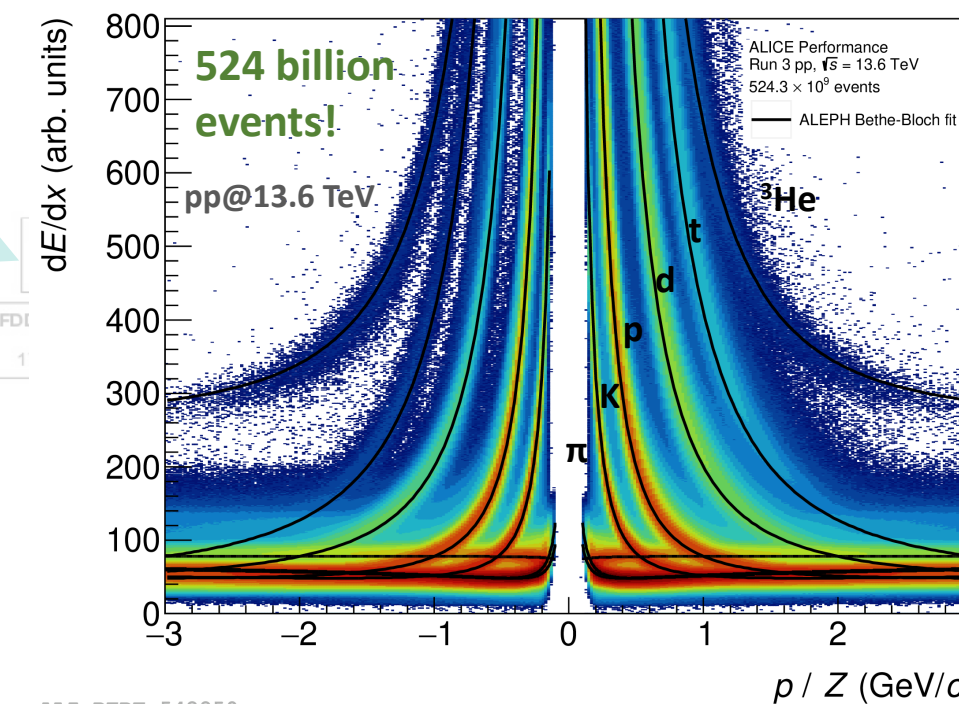 524 billion
events!
pp@13.6 TeV
ALICE Performance
Run 3 pp, √s = 13.6 TeV
524.3 × 10⁹ events
ALEPH Bethe-Bloch fit
³He
t
d
p
K
π
dE/dx (arb. units)
800
700
600
500
400
300
200
100
0
−3 −2 −1 0 1 2
p / Z (GeV/c
FD
1